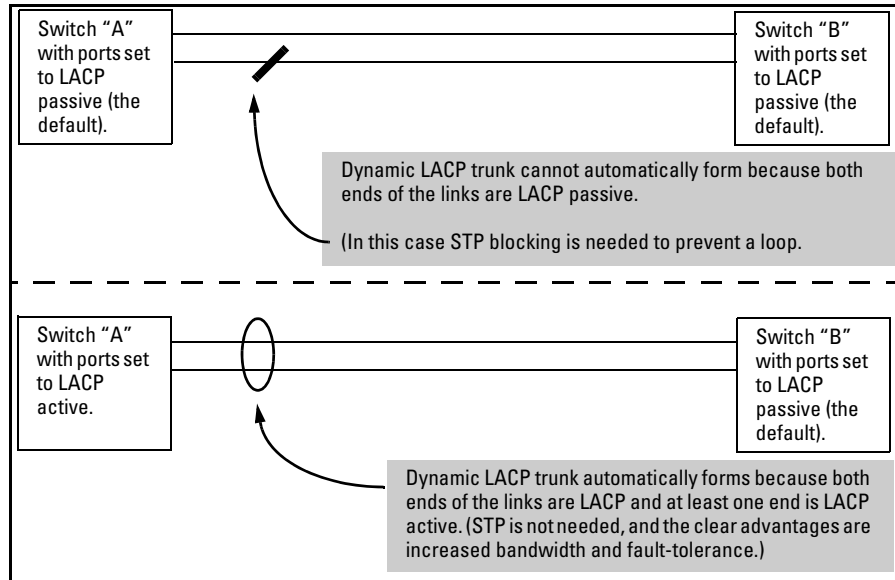 Switch “A”
with ports set
to LACP
passive (the
default).
Switch “B”
with ports set
to LACP
passive (the
default).
Dynamic LACP trunk cannot automatically form because both
ends of the links are LACP passive.
(In this case STP blocking is needed to prevent a loop.
Switch “A”
with ports set
to LACP
active.
Switch “B”
with ports set
to LACP
passive (the
default).
Dynamic LACP trunk automatically forms because both
ends of the links are LACP and at least one end is LACP
active. (STP is not needed, and the clear advantages are
increased bandwidth and fault-tolerance.)